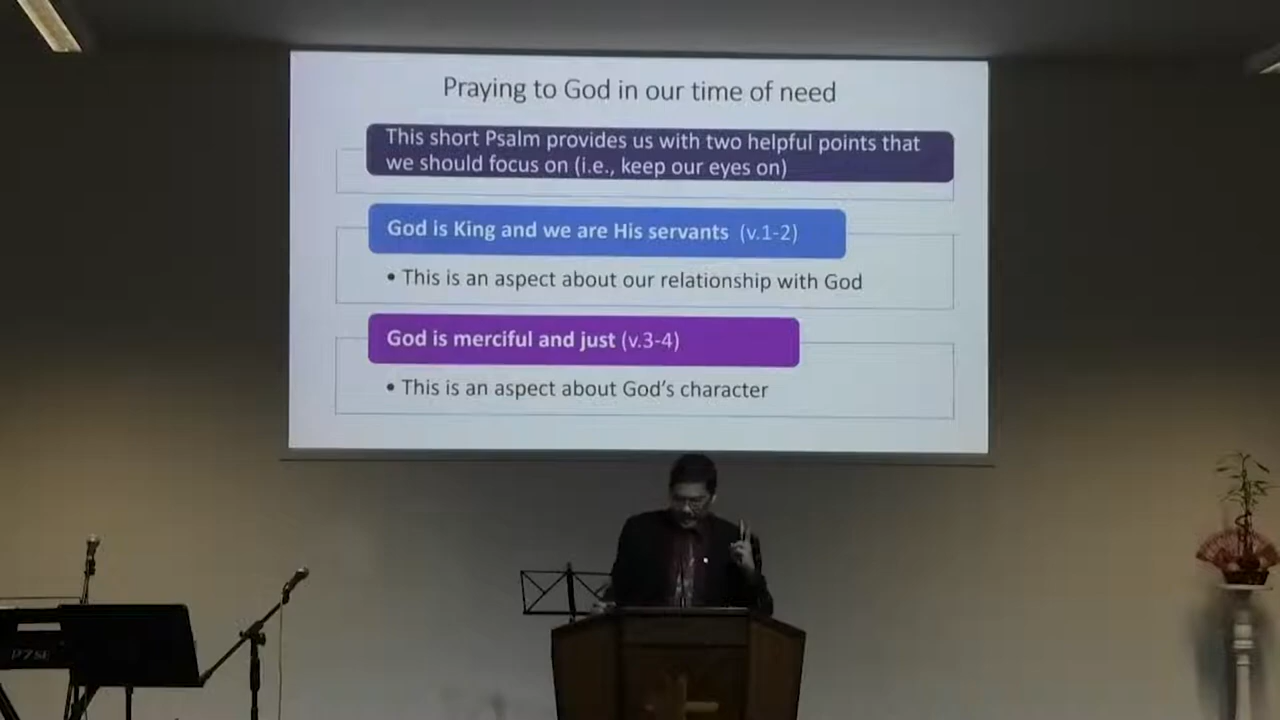 Praying to God in our time of need
This short Psalm provides us with two helpful points that
we should focus on (i.e., keep our eyes on)
God is King and we are His servants (v.1-2)
• This is an aspect about our relationship with God
God is merciful and just (v.3-4)
• This is an aspect about God's character